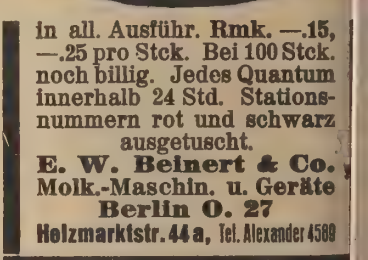 in all. Ausführ. Rmk. —.15,
—.25 pro Stck. Bei 100 Stck.
noch billig. Jedes Quantum
innerhalb 24 Std. Stations-
nummern rot und schwarz
ausgetuscht.
E. W. Beinert & Co.
Molk.-Maschin. u. Geräte
Berlin O. 27
Holzmarktstr. 44a, Tel. Alexander 4589